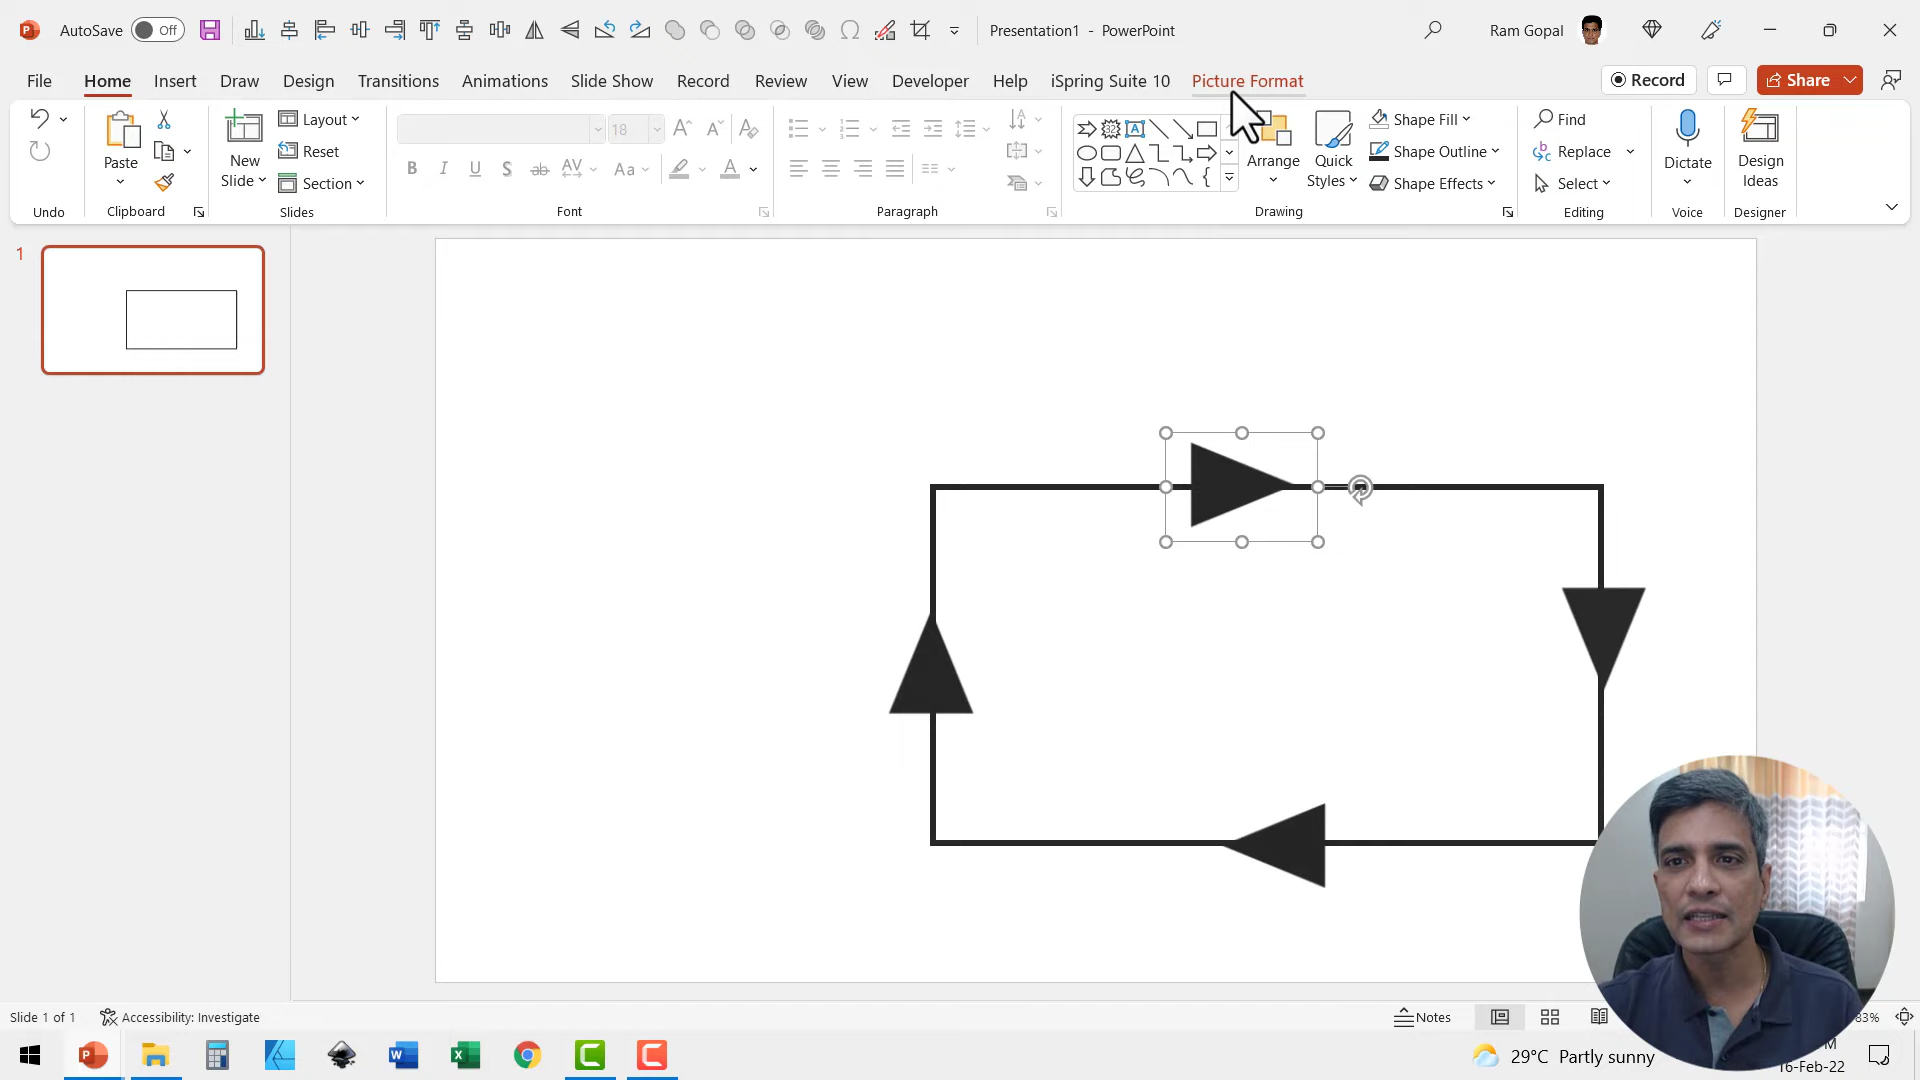 AutoSave Off Presentation1 - PowerPoint Ram Gopal
File Home Insert Draw Design Transitions Animations Slide Show Record Review View Developer Help iSpring Suite 10 Picture Format Record Share
Paste
New
Slide
Layout
Reset
Section
18
Aa
Arrange
Quick
Styles
Shape Fill
Shape Outline
Shape Effects
Find
Replace
Select
Dictate
Design
Ideas
Undo Clipboard Slides Font Paragraph Drawing Editing Voice Designer
1
Slide 1 of 1 Accessibility: Investigate Notes 83%
29°C Partly sunny
16-Feb-22